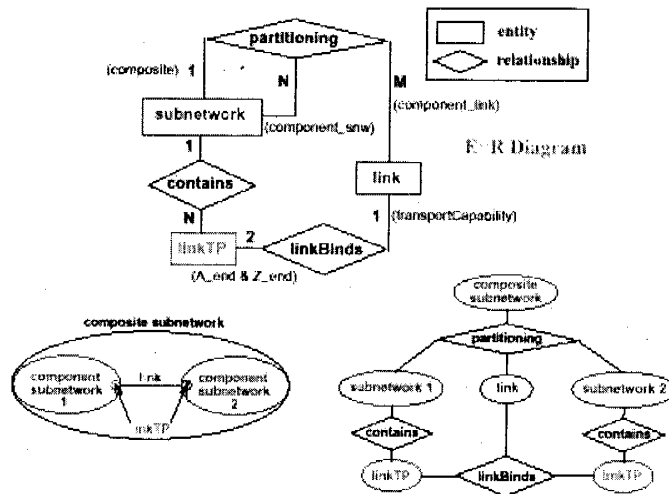 partitioning
entity
relationship
(composite) 1
N
M
(component_link)
subnetwork
(component_snw)
1
E-R Diagram
contains
link
N
1 (transportCapability)
linkTP
2
linkBinds
(A_end & Z_end)
composite subnetwork
component subnetwork 1
link
component subnetwork 2
linkTP
composite
subnetwork
partitioning
subnetwork 1
link
subnetwork 2
contains
contains
linkTP
linkBinds
linkTP